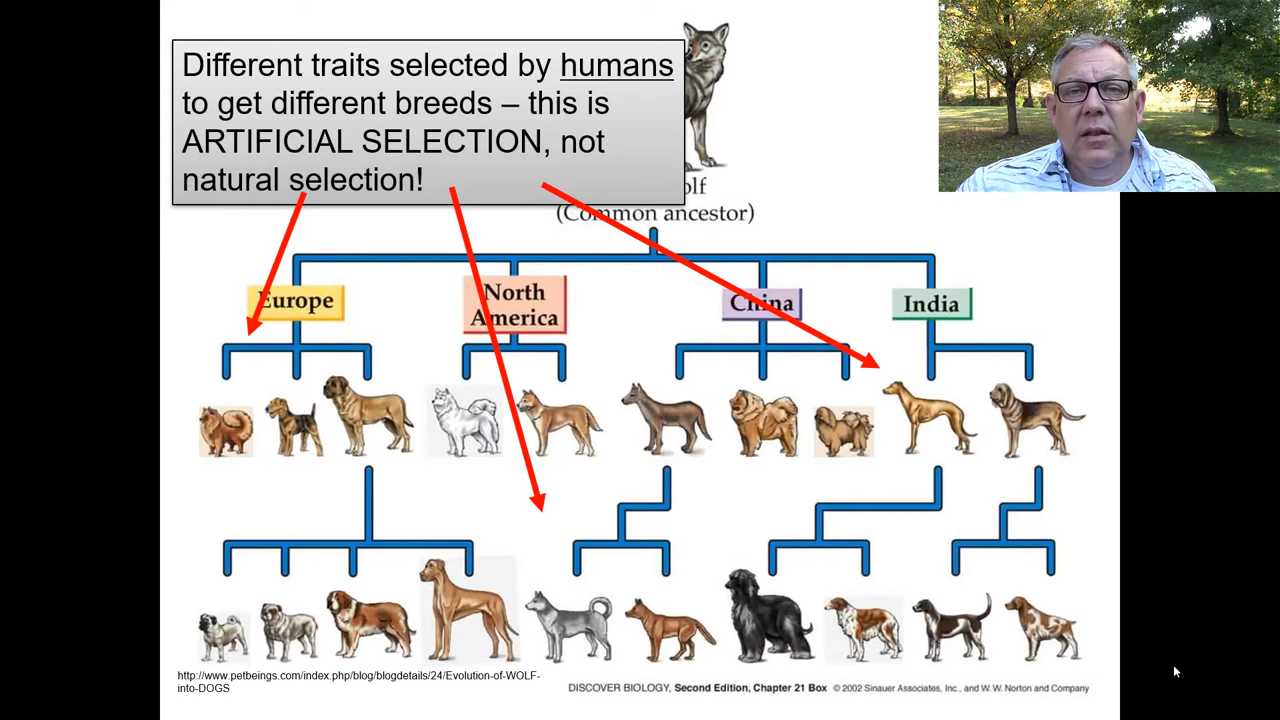 Different traits selected by humans
to get different breeds – this is
ARTIFICIAL SELECTION, not
natural selection!
olf
(Common ancestor)
Europe
North
America
China
India
http://www.petbeings.com/index.php/blog/blogdetails/24/Evolution-of-WOLF-
into-DOGS
DISCOVER BIOLOGY, Second Edition, Chapter 21 Box © 2002 Sinauer Associates, Inc., and W. W. Norton and Company